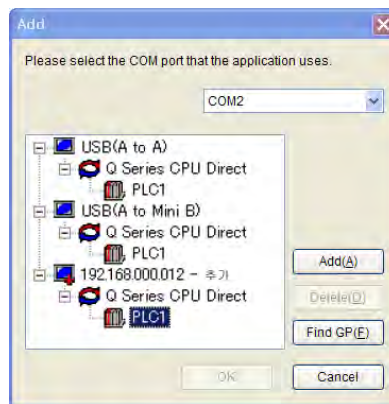 Add
Please select the COM port that the application uses.
COM2
USB(A to A)
Q Series CPU Direct
PLC1
USB(A to Mini B)
Q Series CPU Direct
PLC1
192.168.000.012 - 추가
Q Series CPU Direct
PLC1
Add(A)
Delete(D)
Find GP(F)
OK
Cancel